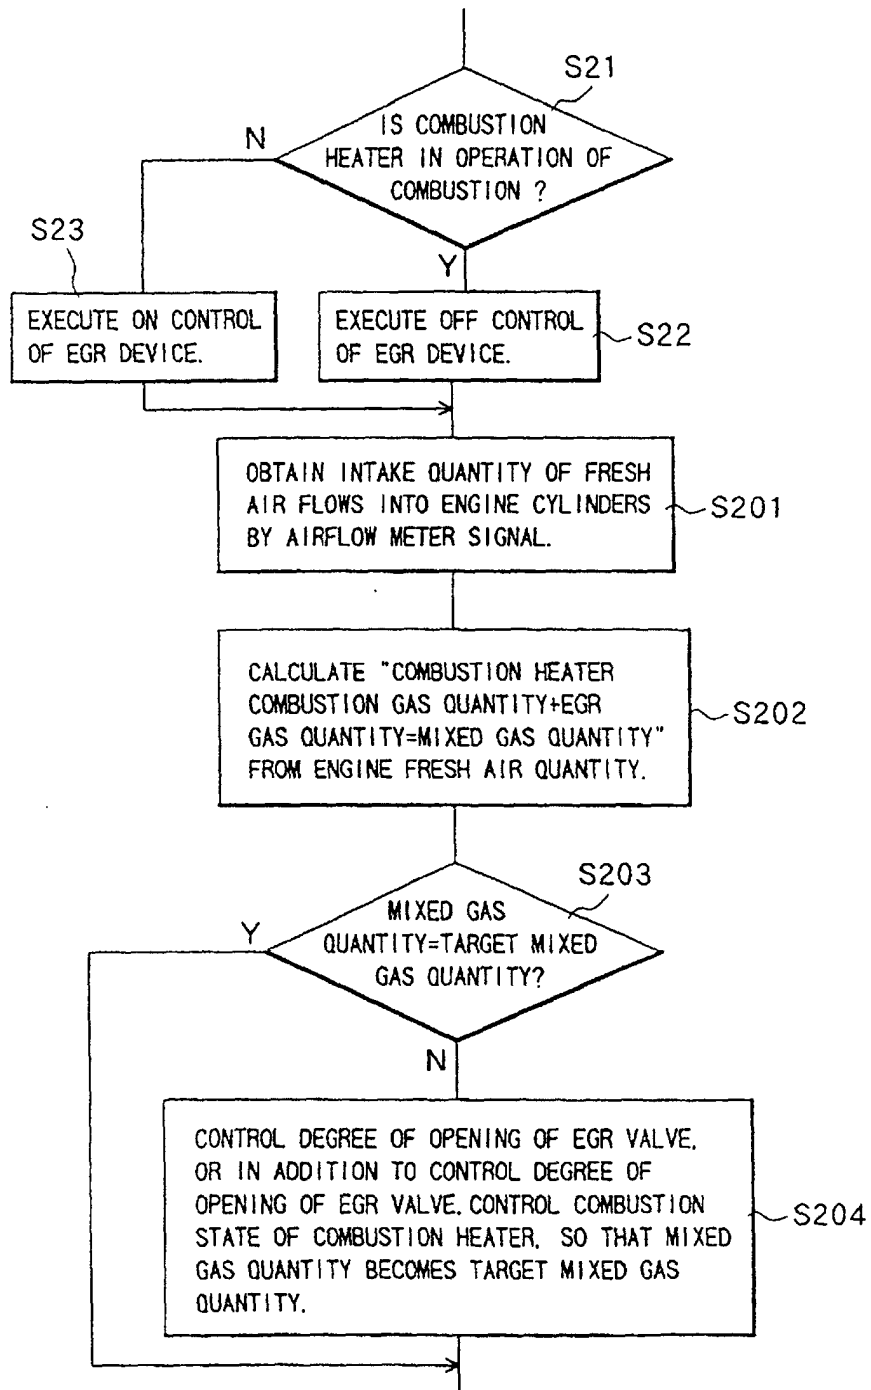 S21
IS COMBUSTION
HEATER IN OPERATION OF
COMBUSTION ?
N
Y
S23
EXECUTE ON CONTROL
OF EGR DEVICE.
EXECUTE OFF CONTROL
OF EGR DEVICE.
S22
OBTAIN INTAKE QUANTITY OF FRESH
AIR FLOWS INTO ENGINE CYLINDERS
BY AIRFLOW METER SIGNAL.
S201
CALCULATE "COMBUSTION HEATER
COMBUSTION GAS QUANTITY+EGR
GAS QUANTITY=MIXED GAS QUANTITY"
FROM ENGINE FRESH AIR QUANTITY.
S202
S203
MIXED GAS
QUANTITY=TARGET MIXED
GAS QUANTITY?
Y
N
CONTROL DEGREE OF OPENING OF EGR VALVE,
OR IN ADDITION TO CONTROL DEGREE OF
OPENING OF EGR VALVE, CONTROL COMBUSTION
STATE OF COMBUSTION HEATER, SO THAT MIXED
GAS QUANTITY BECOMES TARGET MIXED GAS
QUANTITY.
S204